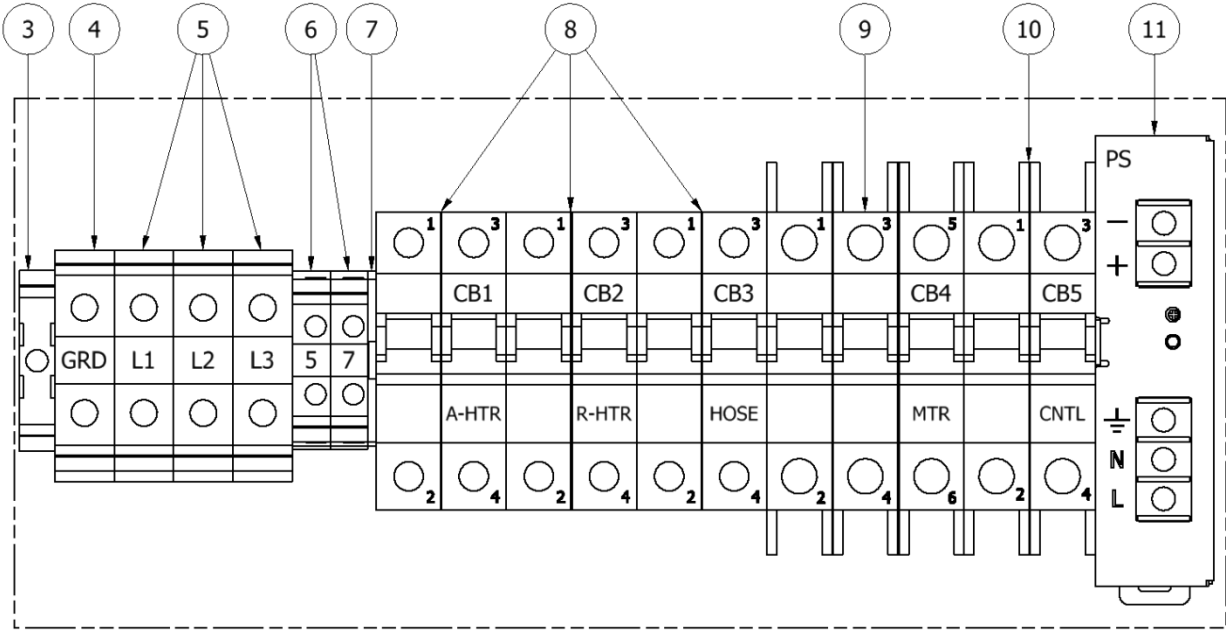 3 4 5 6 7 8 9 10 11
PS
1 3 1 3 1 3 1 3 5 1 3
−
+
CB1 CB2 CB3 CB4 CB5
GRD L1 L2 L3 5 7
A-HTR R-HTR HOSE MTR CNTL
N
2 4 2 4 2 4 2 4 6 2 4 L